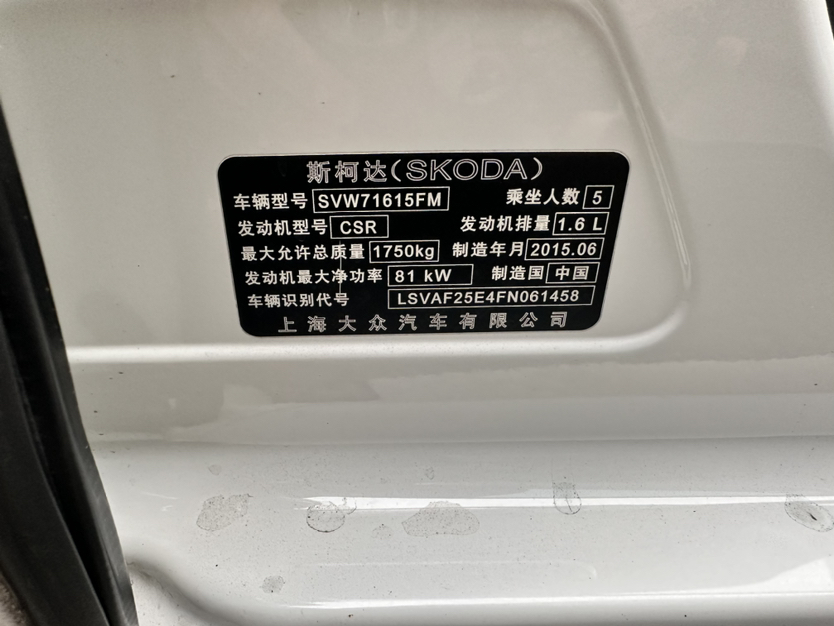 斯柯达(SKODA)
车辆型号 SVW71615FM 乘坐人数 5
发动机型号 CSR 发动机排量 1.6 L
最大允许总质量 1750kg 制造年月 2015.06
发动机最大净功率 81 kW 制造国 中国
车辆识别代号 LSVAF25E4FN061458
上海大众汽车有限公司